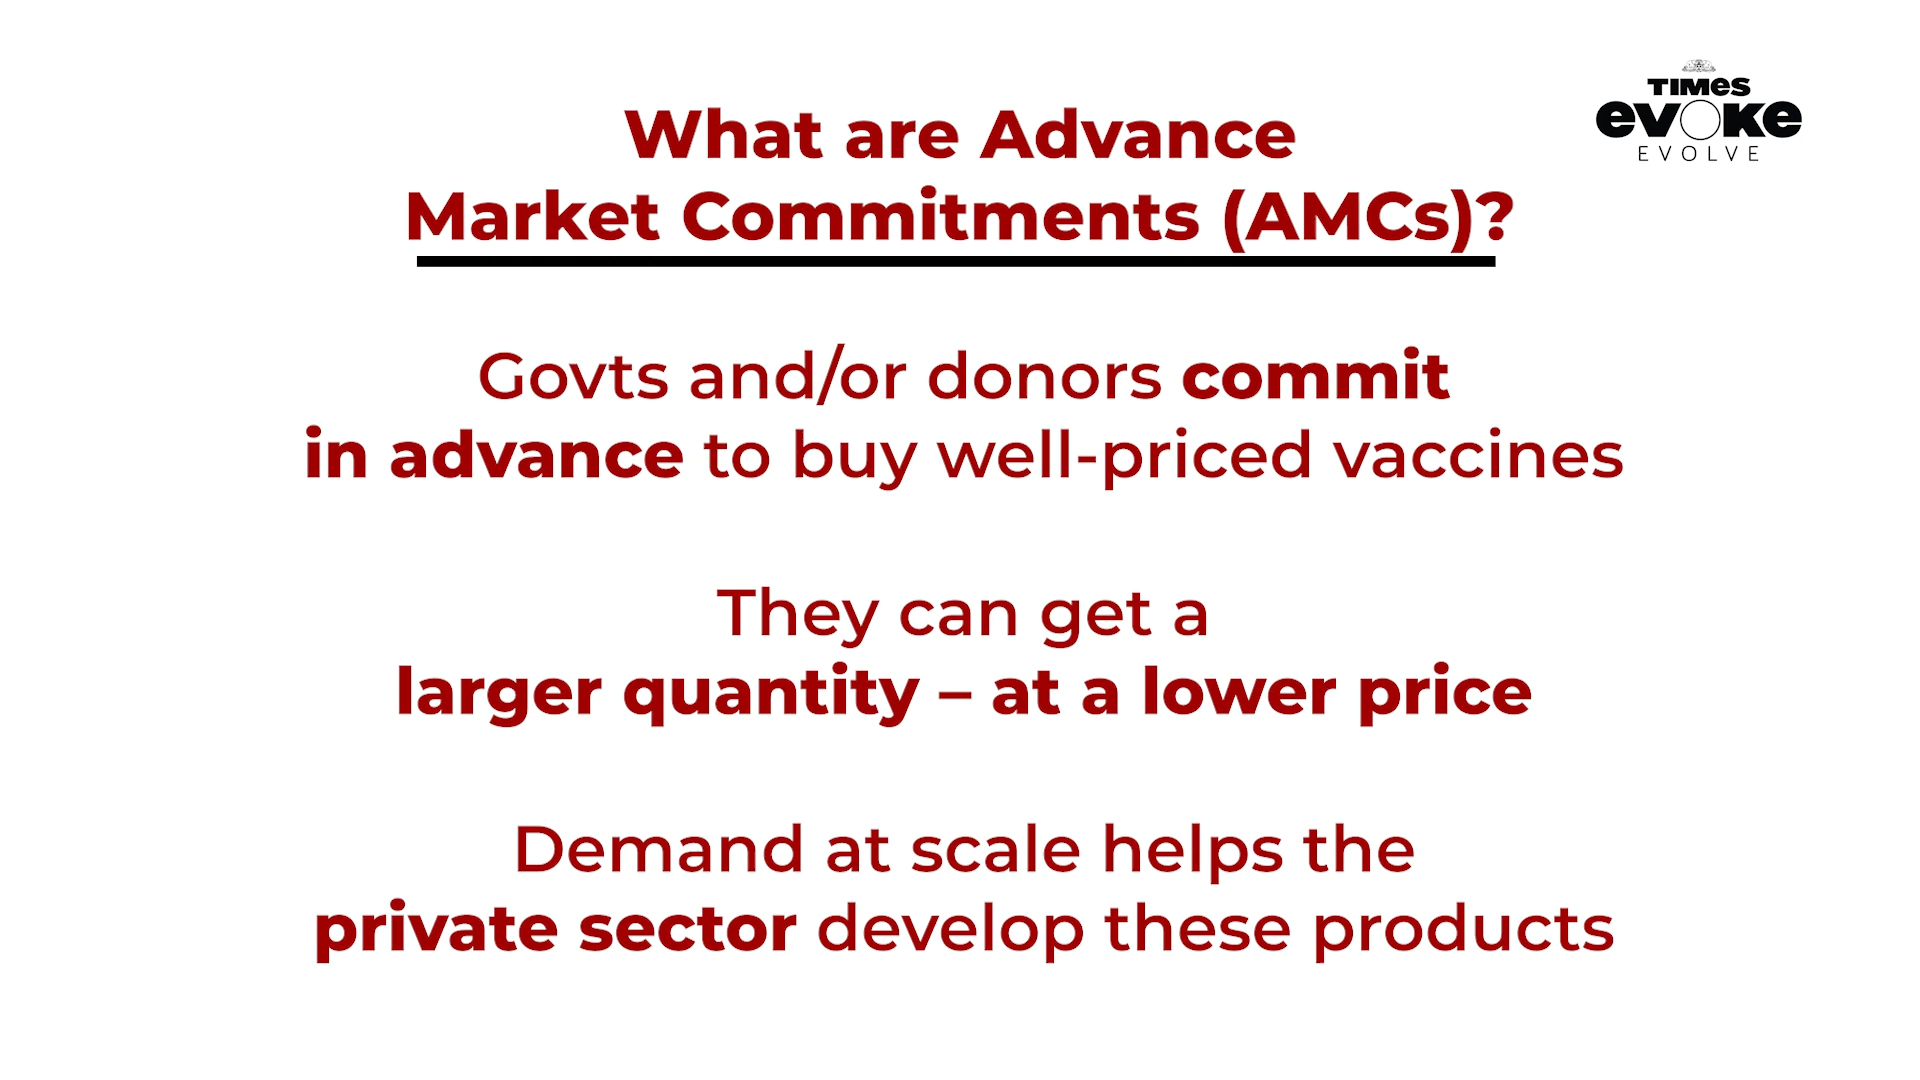 TIMES
evOKe
EVOLVE
What are Advance
Market Commitments (AMCs)?
Govts and/or donors commit
in advance to buy well-priced vaccines
They can get a
larger quantity – at a lower price
Demand at scale helps the
private sector develop these products